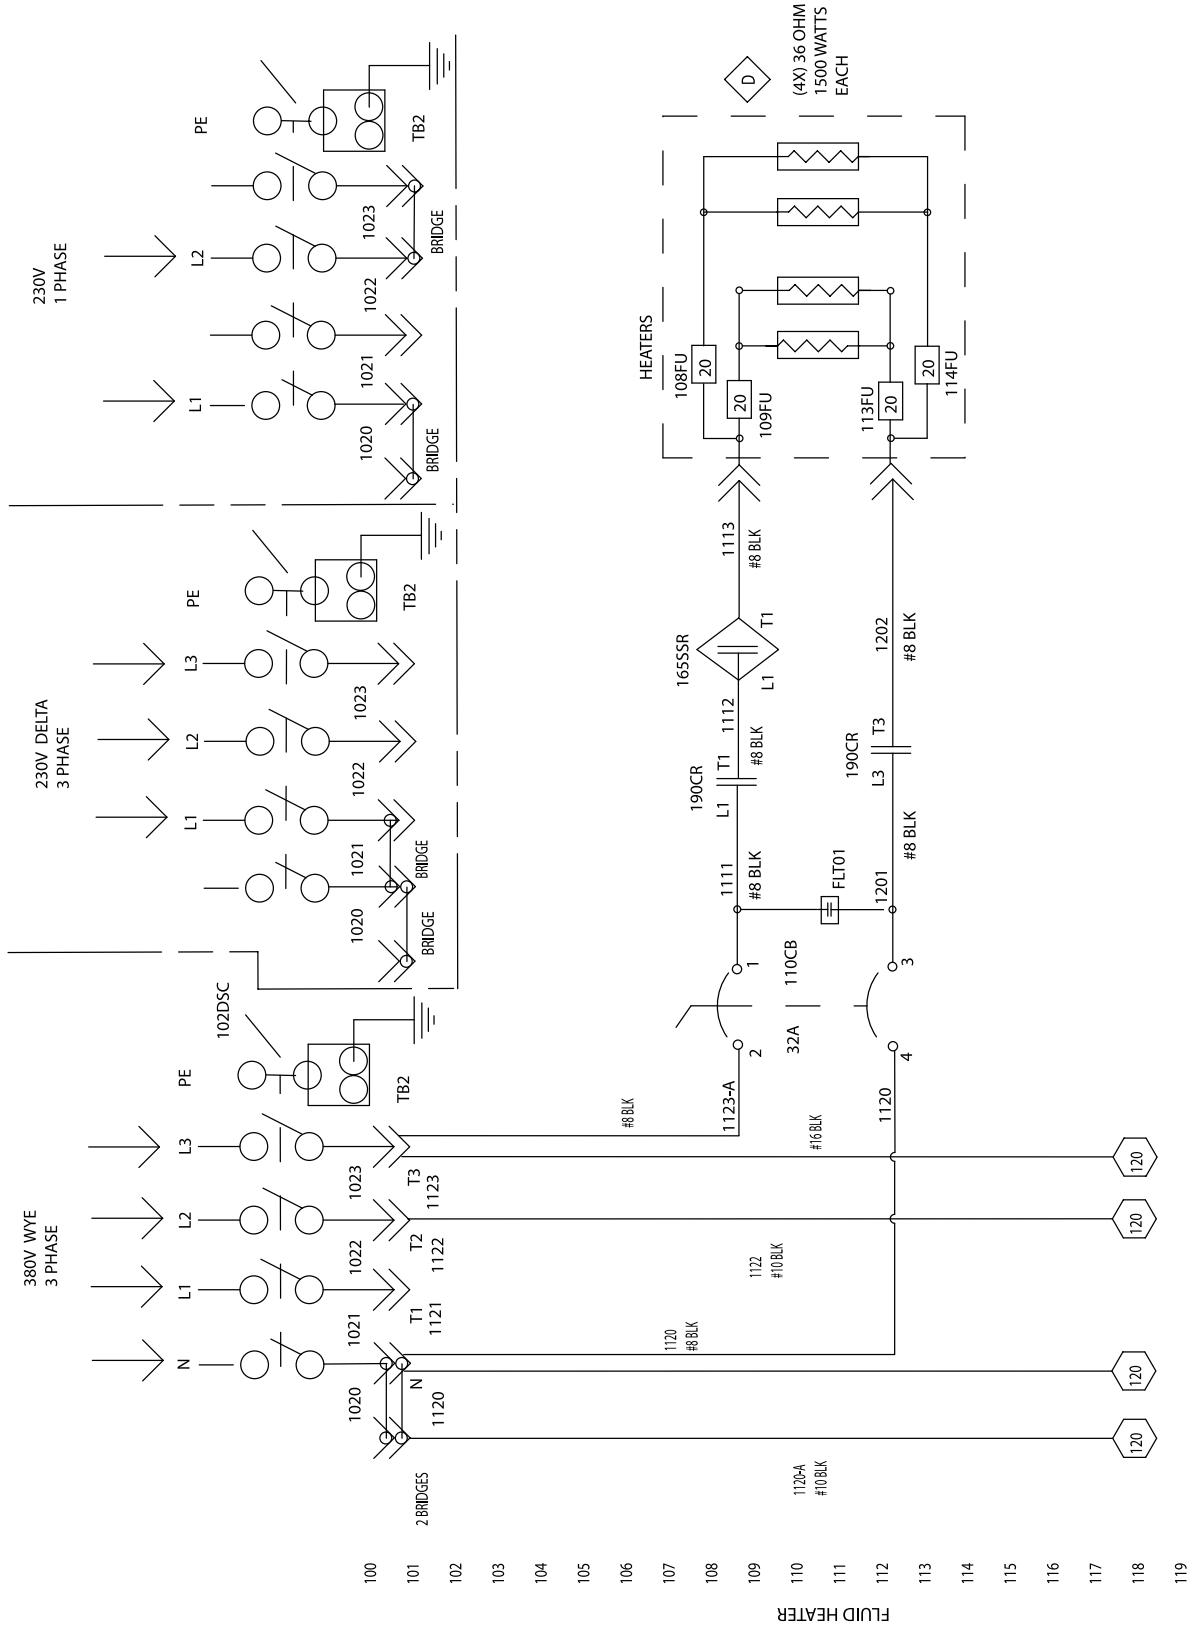 380V WYE
3 PHASE
N
L1
L2
L3
PE
102DSC
1020
1021
1022
1023
TB2
2 BRIDGES
N
1120
T1
1121
T2
1122
T3
1123
230V DELTA
3 PHASE
L1
L2
L3
PE
1020
1021
1022
1023
TB2
BRIDGE
BRIDGE
230V
1 PHASE
L1
L2
PE
1020
1021
1022
1023
TB2
BRIDGE
BRIDGE
100
101
102
103
104
105
106
107
108
109
110
111
112
113
114
115
116
117
118
119
FLUID HEATER
#8 BLK
1120
#8 BLK
1122
#10 BLK
1120-A
#10 BLK
#16 BLK
1123-A
1120
2
1
32A
110CB
4
3
1111
#8 BLK
FLT01
1201
#8 BLK
190CR
L1
T1
1112
#8 BLK
165SSR
L1
T1
1113
#8 BLK
190CR
L3
T3
1202
#8 BLK
HEATERS
108FU
20
20
109FU
113FU
20
20
114FU
D
(4X) 36 OHM
1500 WATTS
EACH
120
120
120
120